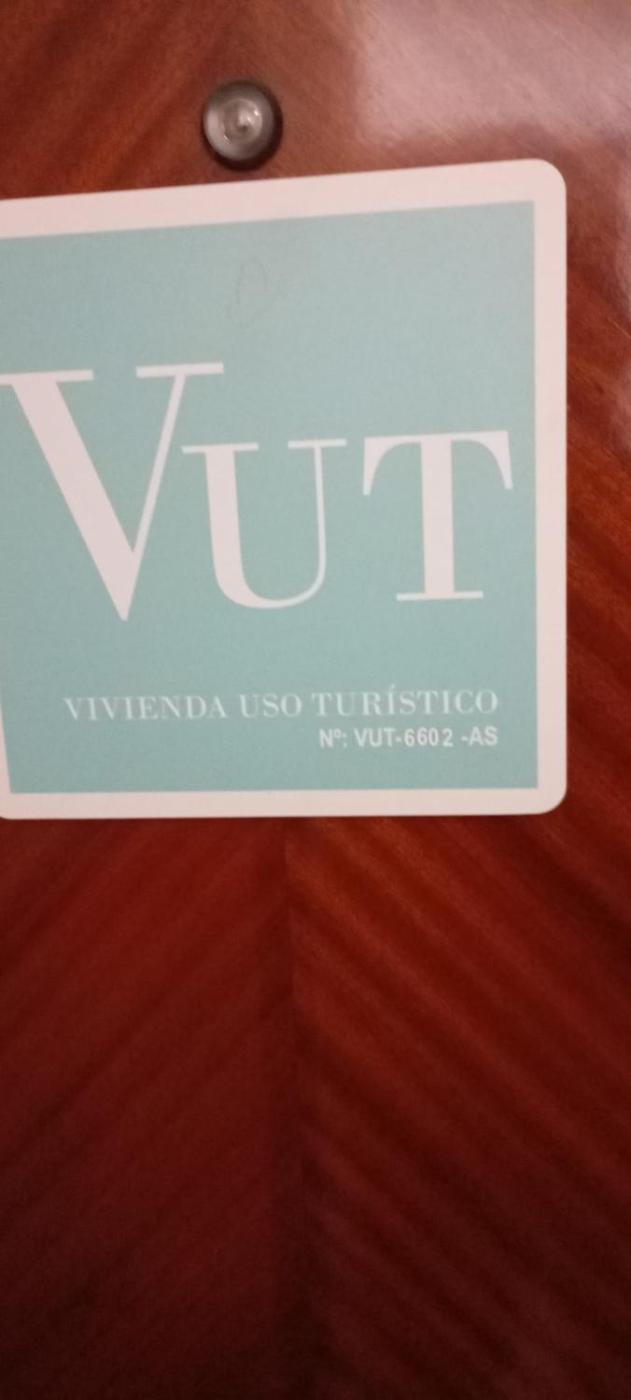 VUT
VIVIENDA USO TURÍSTICO
Nº: VUT-6602 -AS